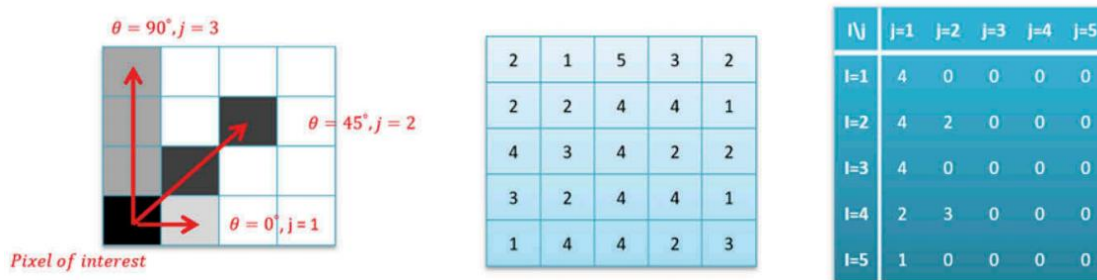 θ = 90°, j = 3
θ = 45°, j = 2
θ = 0°, j = 1
Pixel of interest
2 1 5 3 2
2 2 4 4 1
4 3 4 2 2
3 2 4 4 1
1 4 4 2 3
I\j j=1 j=2 j=3 j=4 j=5
I=1 4 0 0 0 0
I=2 4 2 0 0 0
I=3 4 0 0 0 0
I=4 2 3 0 0 0
I=5 1 0 0 0 0